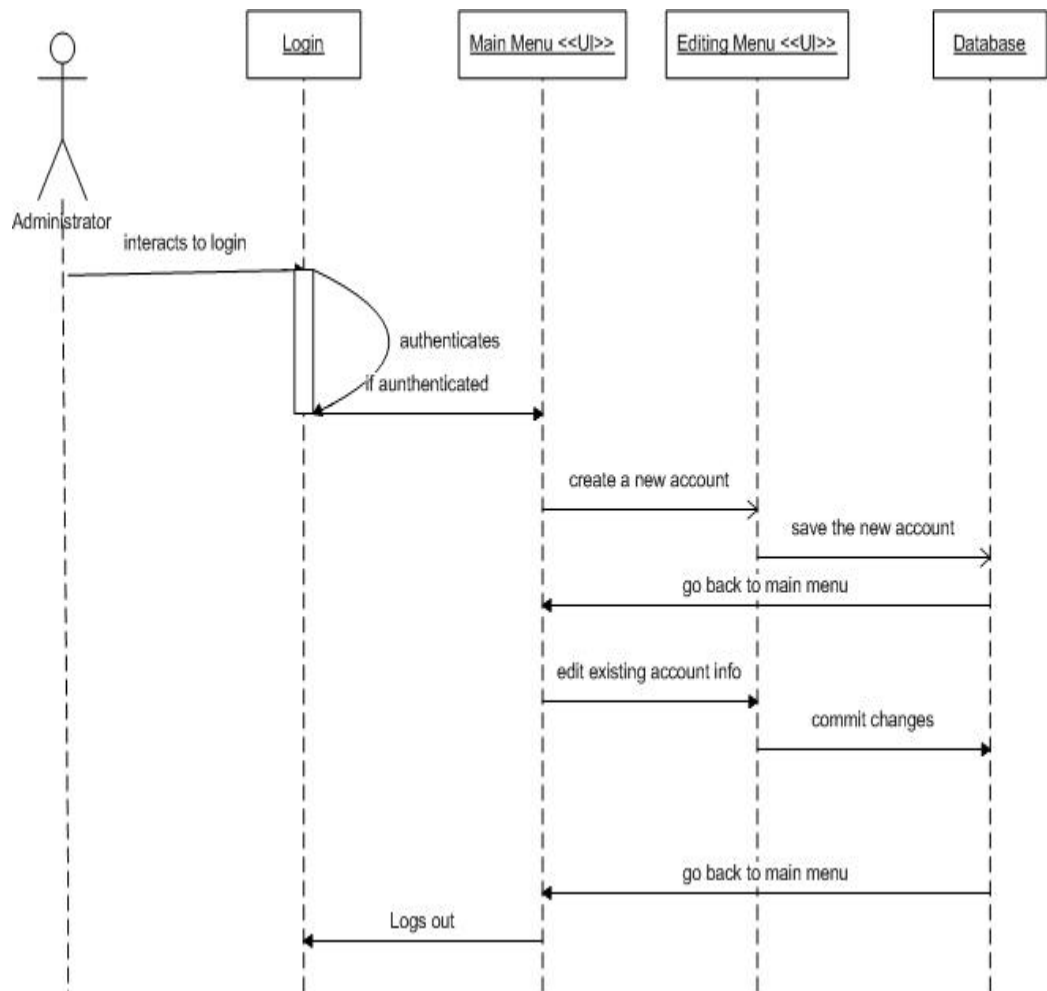 Login
Main Menu <<UI>>
Editing Menu <<UI>>
Database
Administrator
interacts to login
authenticates
if aunthenticated
create a new account
save the new account
go back to main menu
edit existing account info
commit changes
go back to main menu
Logs out